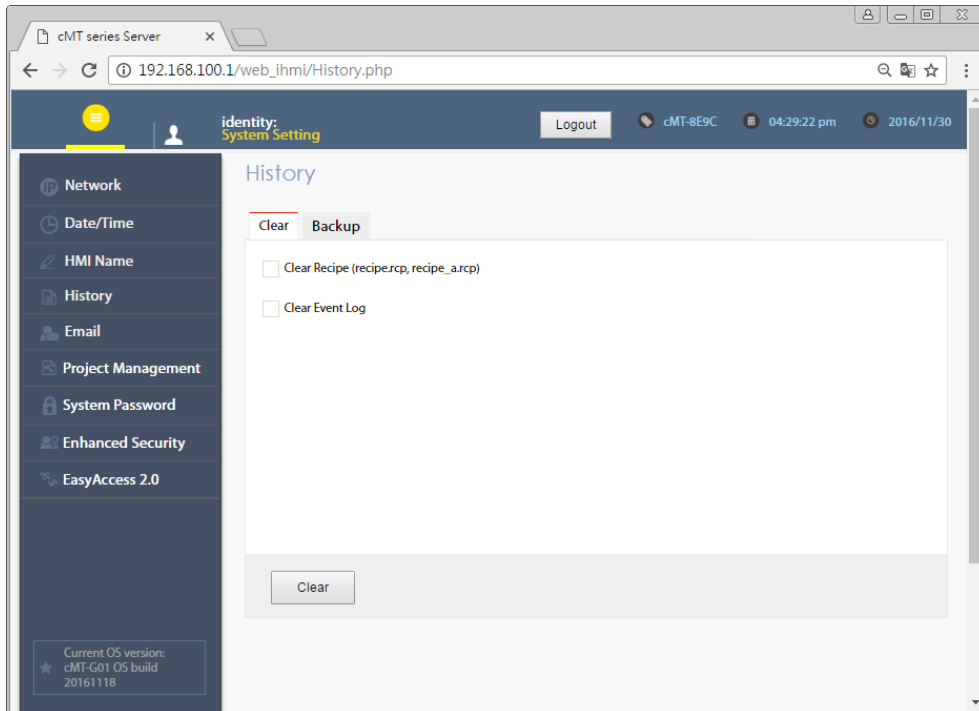 cMT series Server
192.168.100.1/web_ihmi/History.php
identity:
System Setting
Logout
cMT-8E9C
04:29:22 pm
2016/11/30
Network
Date/Time
HMI Name
History
Email
Project Management
System Password
Enhanced Security
EasyAccess 2.0
Current OS version:
cMT-G01 OS build
20161118
History
Clear Backup
Clear Recipe (recipe.rcp, recipe_a.rcp)
Clear Event Log
Clear